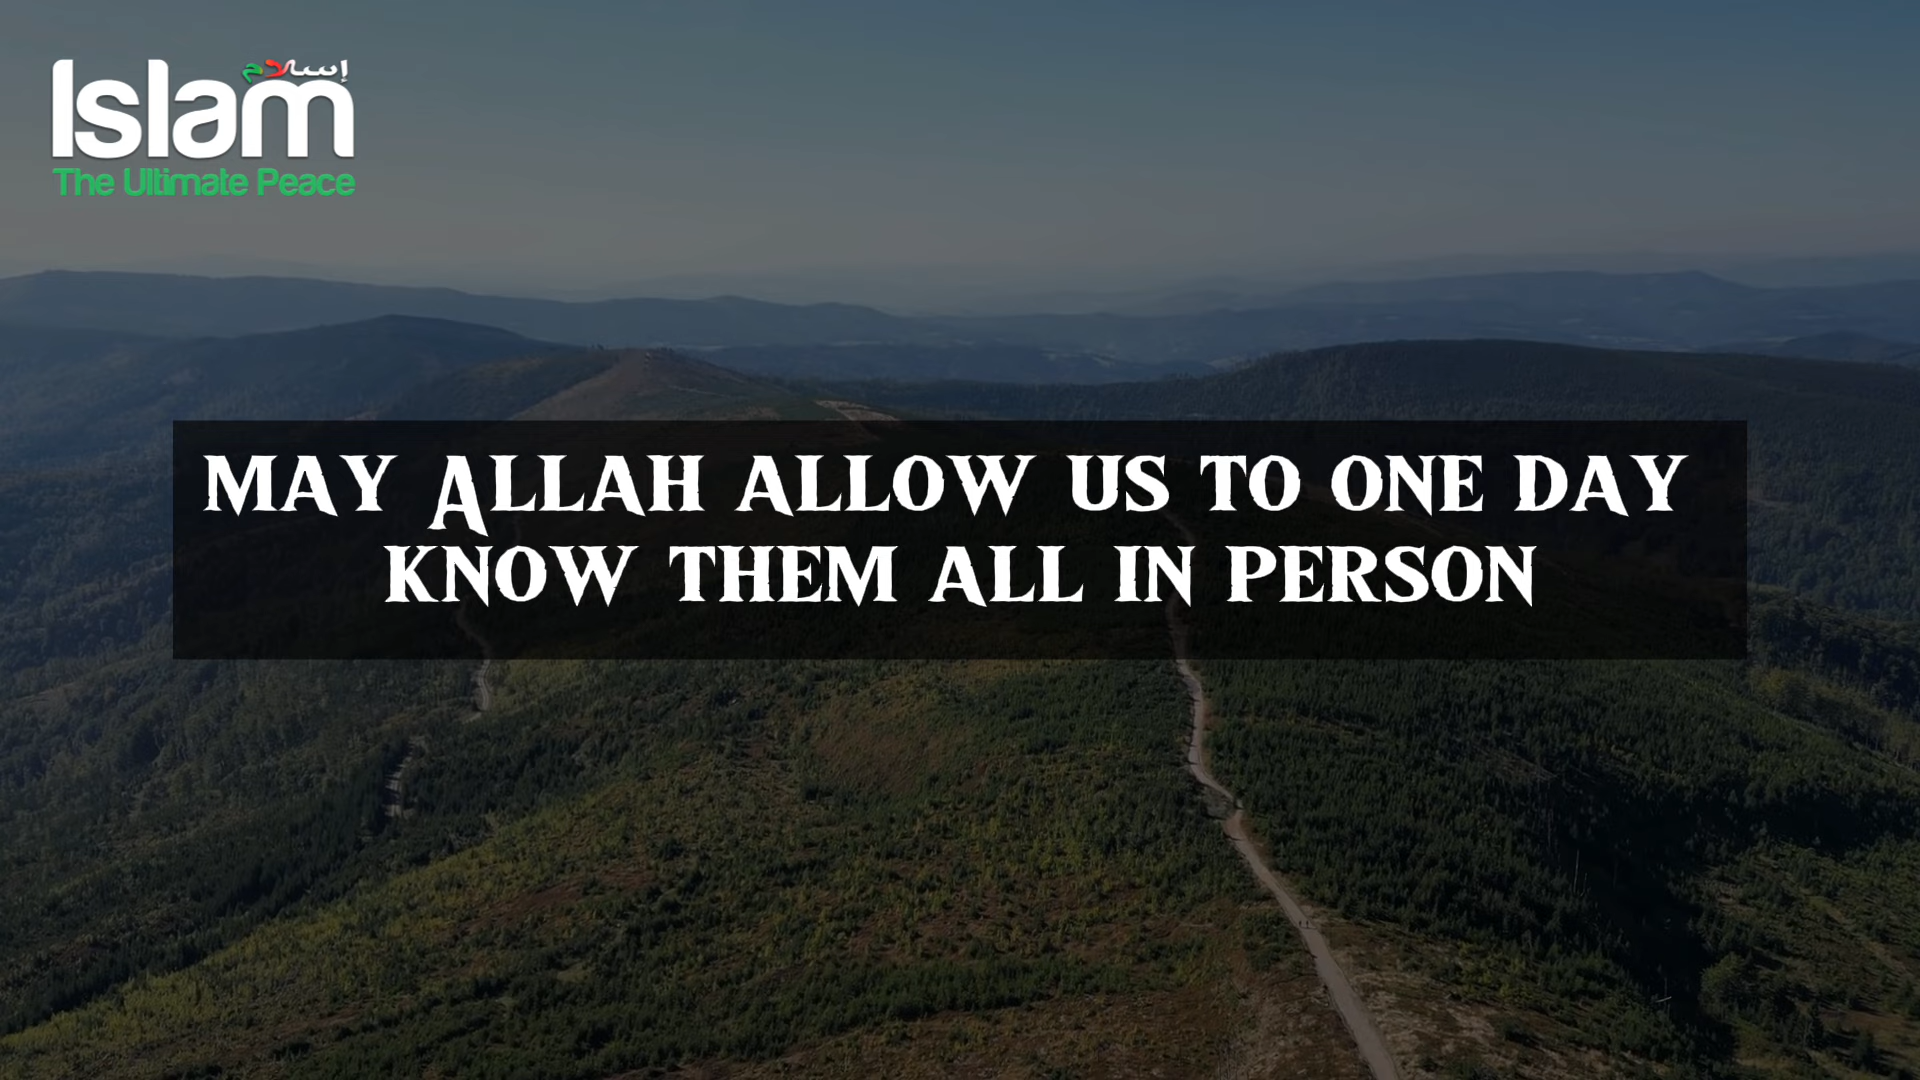 إسلام
Islam
The Ultimate Peace
may Allah allow us to one day
know them all in person